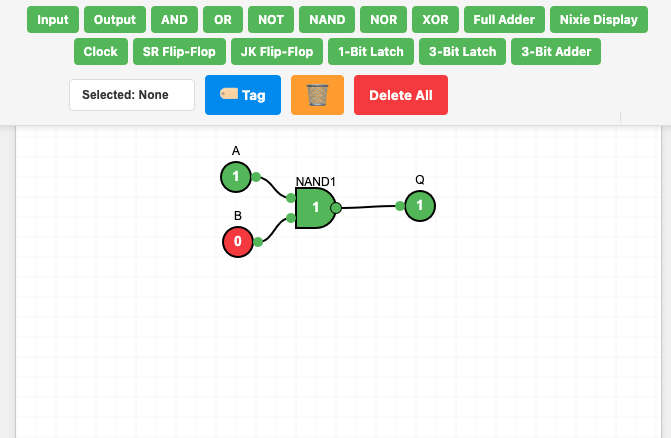 Input Output AND OR NOT NAND NOR XOR Full Adder Nixie Display
Clock SR Flip-Flop JK Flip-Flop 1-Bit Latch 3-Bit Latch 3-Bit Adder
Selected: None Tag Delete All
A
1
NAND1
1
Q
1
B
0